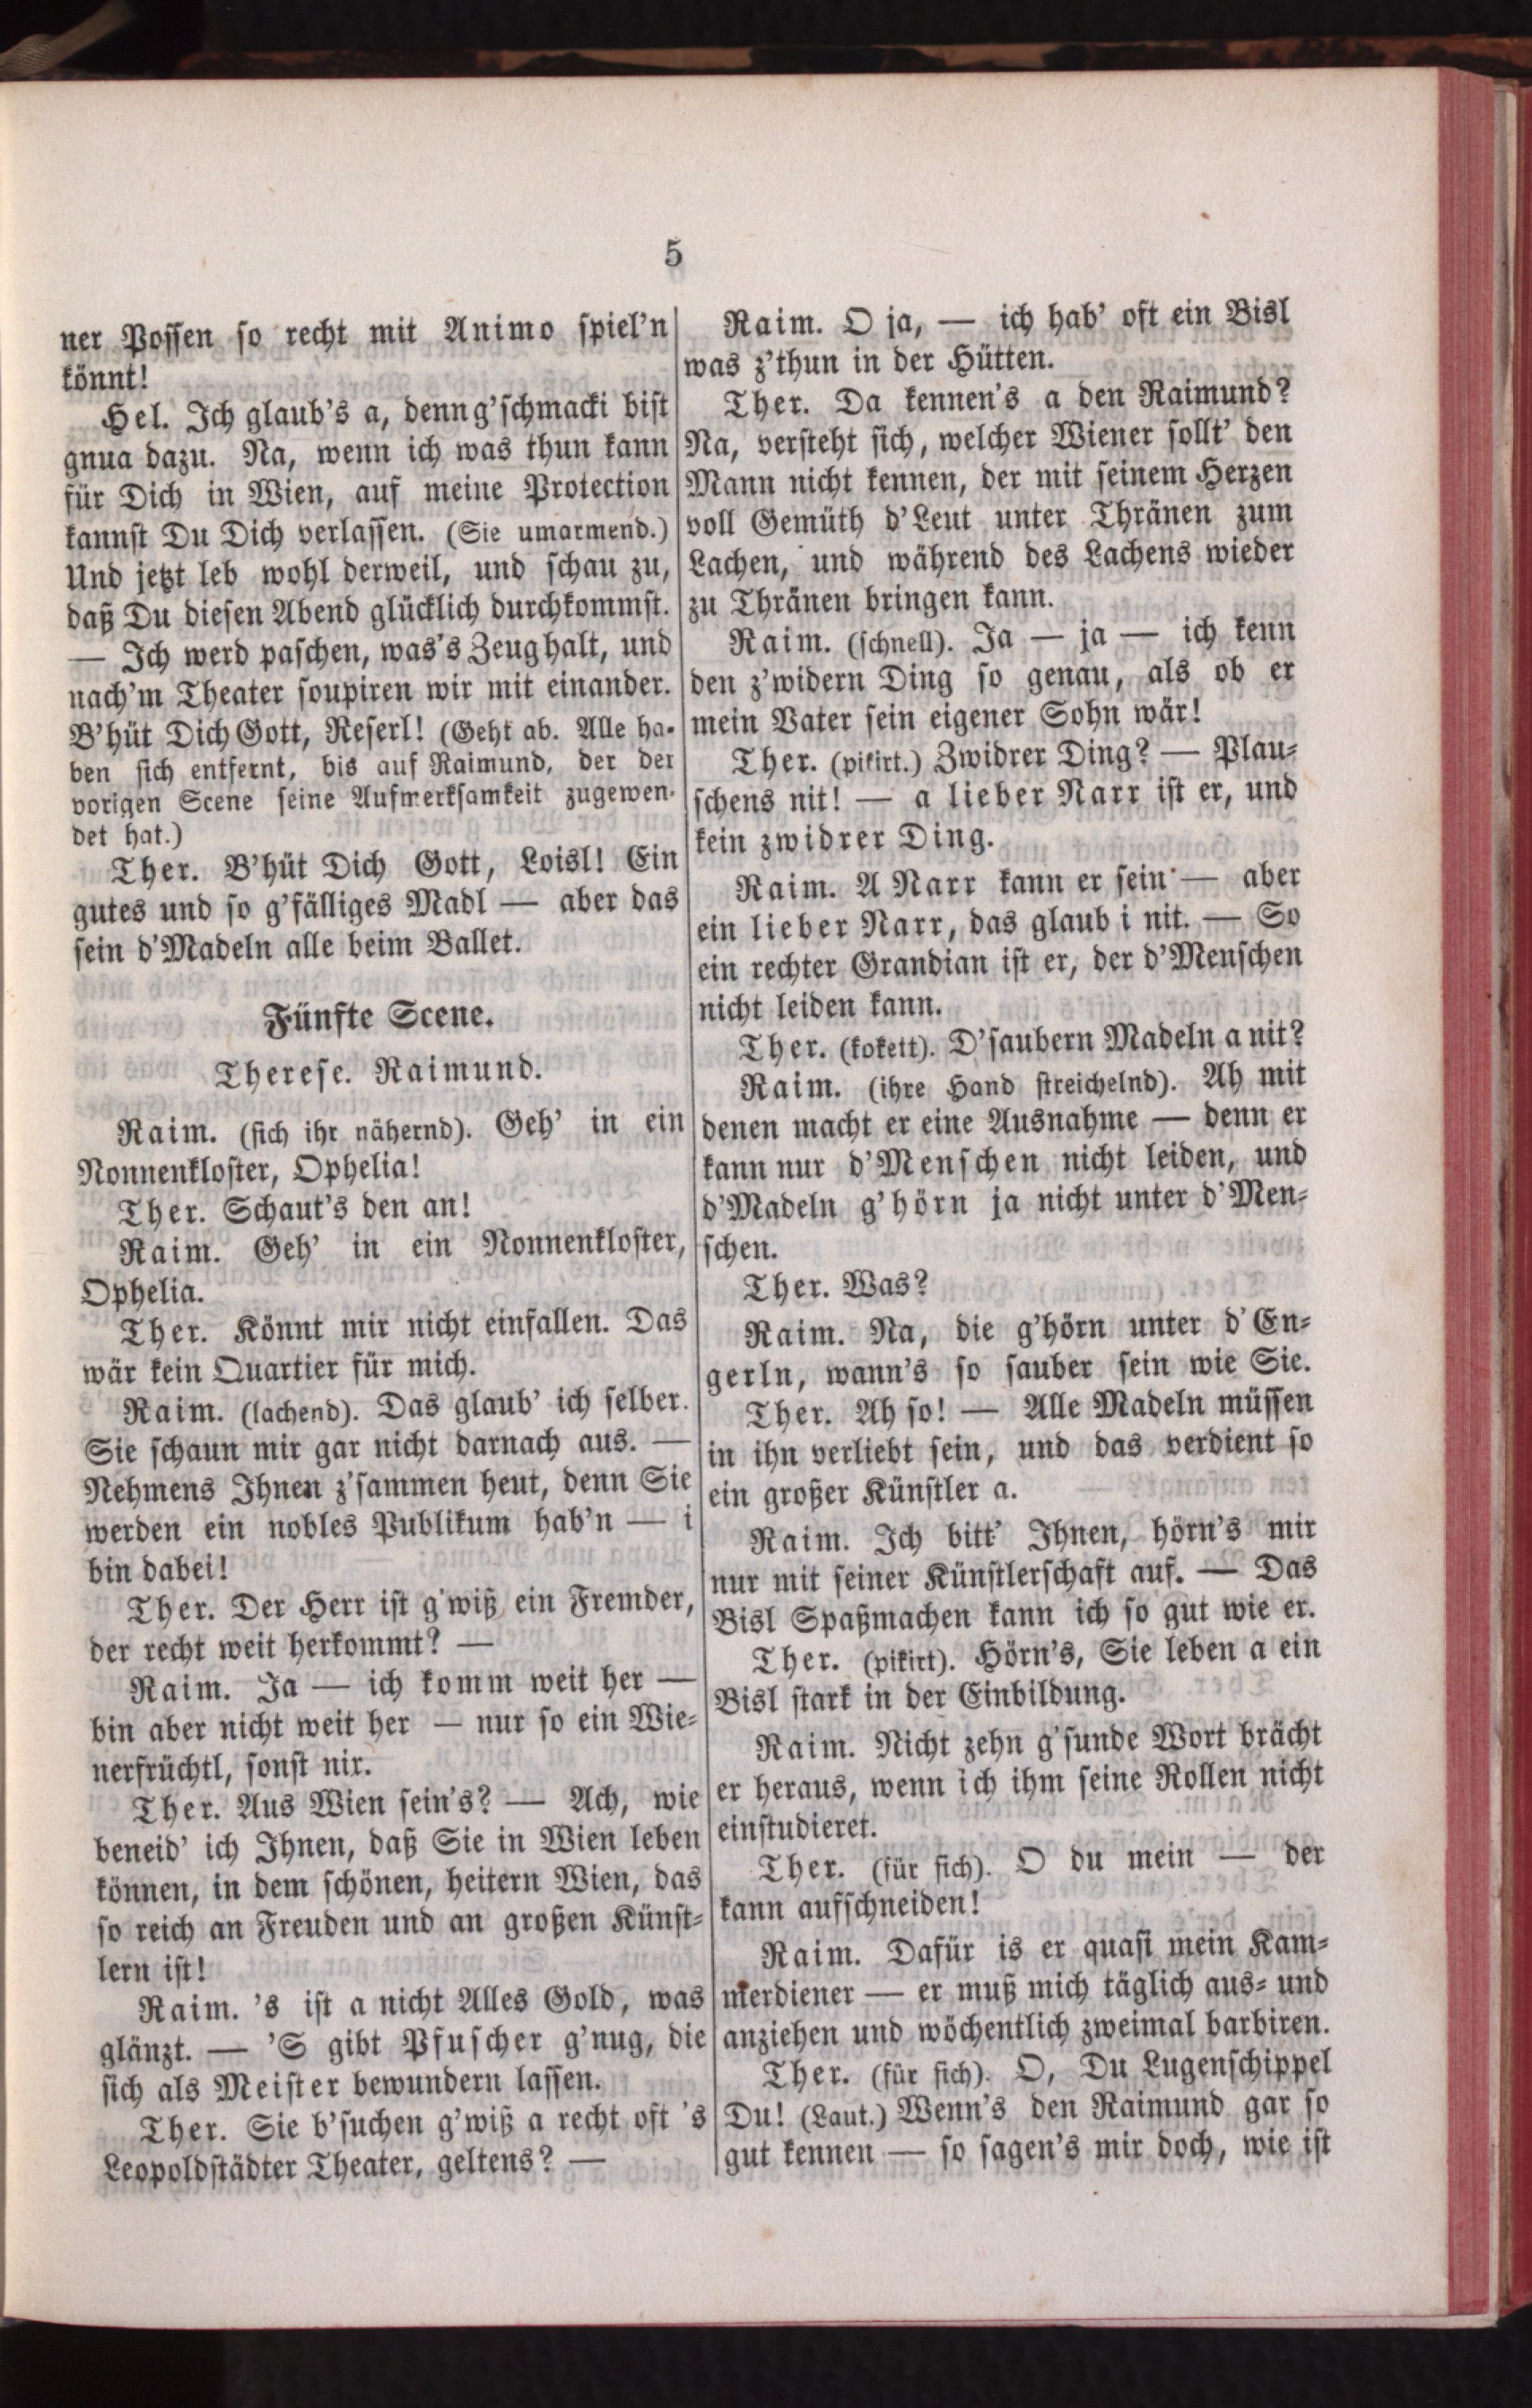 5
ner Possen so recht mit Animo spiel'n
könnt!
Hel. Ich glaub's a, denn g'schmacki bist
gnua dazu. Na, wenn ich was thun kann
für Dich in Wien, auf meine Protection
kannst Du Dich verlassen. (Sie umarmend.)
Und jetzt leb wohl derweil, und schau zu,
daß Du diesen Abend glücklich durchkommst.
— Ich werd paschen, was's Zeug halt, und
nach'm Theater soupiren wir mit einander.
B'hüt Dich Gott, Reserl! (Geht ab. Alle ha-
ben sich entfernt, bis auf Raimund, der der
vorigen Scene seine Aufmerksamkeit zugewen-
det hat.)
Ther. B'hüt Dich Gott, Loisl! Ein
gutes und so g'fälliges Madl — aber das
sein d'Madeln alle beim Ballet.
Fünfte Scene.
Therese. Raimund.
Raim. (sich ihr nähernd). Geh' in ein
Nonnenkloster, Ophelia!
Ther. Schaut's den an!
Raim. Geh' in ein Nonnenkloster,
Ophelia.
Ther. Könnt mir nicht einfallen. Das
wär kein Quartier für mich.
Raim. (lachend). Das glaub' ich selber.
Sie schaun mir gar nicht darnach aus. —
Nehmens Ihnen z'sammen heut, denn Sie
werden ein nobles Publikum hab'n — i
bin dabei!
Ther. Der Herr ist g'wiß ein Fremder,
der recht weit herkommt? —
Raim. Ja — ich komm weit her —
bin aber nicht weit her — nur so ein Wie-
nerfrüchtl, sonst nix.
Ther. Aus Wien sein's? — Ach, wie
beneid' ich Ihnen, daß Sie in Wien leben
können, in dem schönen, heitern Wien, das
so reich an Freuden und an großen Künst-
lern ist!
Raim. 's ist a nicht Alles Gold, was
glänzt. — 'S gibt Pfuscher g'nug, die
sich als Meister bewundern lassen.
Ther. Sie b'suchen g'wiß a recht oft 's
Leopoldstädter Theater, geltens? —
Raim. O ja, — ich hab' oft ein Bisl
was z'thun in der Hütten.
Ther. Da kennen's a den Raimund?
Na, versteht sich, welcher Wiener sollt' den
Mann nicht kennen, der mit seinem Herzen
voll Gemüth d'Leut unter Thränen zum
Lachen, und während des Lachens wieder
zu Thränen bringen kann.
Raim. (schnell). Ja — ja — ich kenn
den z'widern Ding so genau, als ob er
mein Vater sein eigener Sohn wär!
Ther. (pikirt.) Zwidrer Ding? — Plau-
schens nit! — a lieber Narr ist er, und
kein zwidrer Ding.
Raim. A Narr kann er sein — aber
ein lieber Narr, das glaub i nit. — So
ein rechter Grandian ist er, der d'Menschen
nicht leiden kann.
Ther. (kokett). D'saubern Madeln a nit?
Raim. (ihre Hand streichelnd). Ah mit
denen macht er eine Ausnahme — denn er
kann nur d'Menschen nicht leiden, und
d'Madeln g'hörn ja nicht unter d'Men-
schen.
Ther. Was?
Raim. Na, die g'hörn unter d'En-
gerln, wann's so sauber sein wie Sie.
Ther. Ah so! — Alle Madeln müssen
in ihn verliebt sein, und das verdient so
ein großer Künstler a.
Raim. Ich bitt' Ihnen, hörn's mir
nur mit seiner Künstlerschaft auf. — Das
Bisl Spaßmachen kann ich so gut wie er.
Ther. (pikirt). Hörn's, Sie leben a ein
Bisl stark in der Einbildung.
Raim. Nicht zehn g'sunde Wort brächt
er heraus, wenn ich ihm seine Rollen nicht
einstudieret.
Ther. (für sich). O du mein — der
kann aufschneiden!
Raim. Dafür is er quasi mein Kam-
merdiener — er muß mich täglich aus- und
anziehen und wöchentlich zweimal barbiren.
Ther. (für sich). O, Du Lugenschippel
Du! (Laut.) Wenn's den Raimund gar so
gut kennen — so sagen's mir doch, wie ist